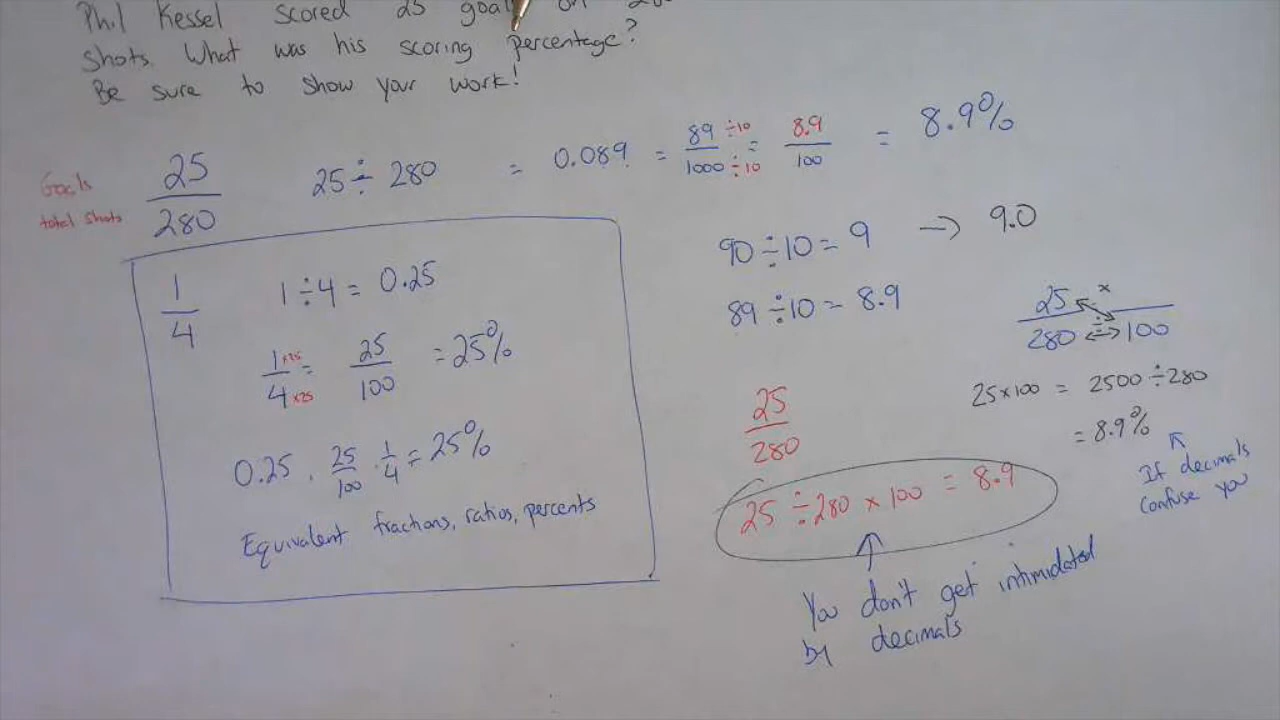 Phil Kessel scored 25 goals on
shots. What was his scoring percentage?
Be sure to show your work!
Goals
total shots
25/280 25 ÷ 280 = 0.089 = 89/1000 ÷10/÷10 = 8.9/100 = 8.9%
1/4 1 ÷ 4 = 0.25
1/4 ×25/×25 = 25/100 = 25%
0.25 . 25/100 . 1/4 = 25%
Equivalent fractions, ratios, percents
90 ÷ 10 = 9 → 9.0
89 ÷ 10 = 8.9
25/280 × ÷ /100
25×100 = 2500 ÷ 280
= 8.9%
If decimals
confuse you
25/280
25 ÷ 280 × 100 = 8.9
You don't get intimidated
by decimals